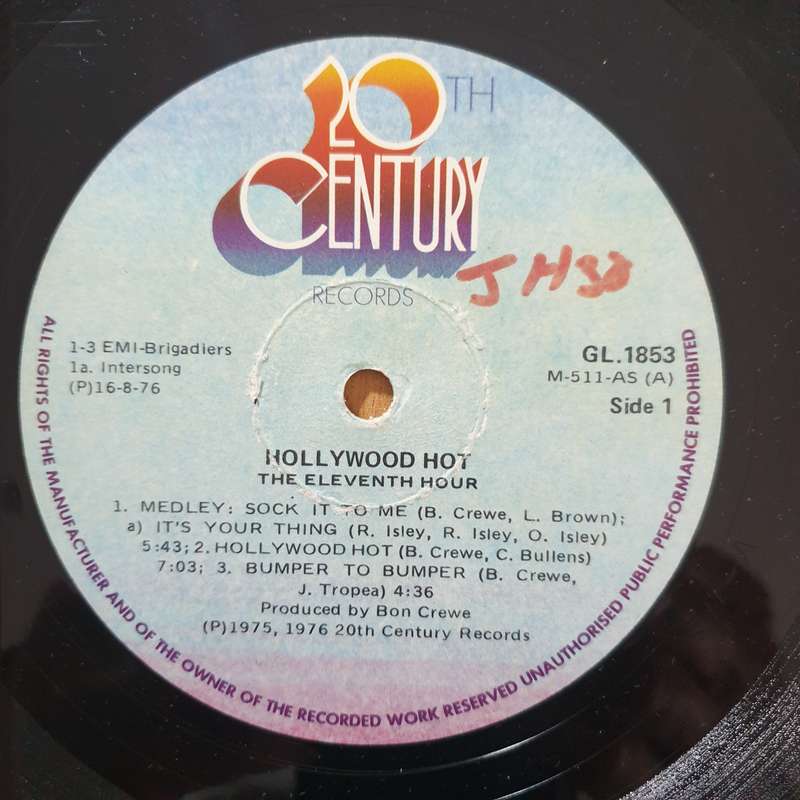 20TH
CENTURY
RECORDS
JH38
1-3 EMI-Brigadiers
1a. Intersong
(P)16-8-76
GL.1853
M-511-AS (A)
Side 1
HOLLYWOOD HOT
THE ELEVENTH HOUR
1. MEDLEY: SOCK IT TO ME (B. Crewe, L. Brown);
a) IT'S YOUR THING (R. Isley, R. Isley, O. Isley)
5:43; 2. HOLLYWOOD HOT (B. Crewe, C. Bullens)
7:03; 3. BUMPER TO BUMPER (B. Crewe,
J. Tropea) 4:36
Produced by Bon Crewe
(P)1975, 1976 20th Century Records
ALL RIGHTS OF THE MANUFACTURER AND OF THE OWNER OF THE RECORDED WORK RESERVED UNAUTHORISED PUBLIC PERFORMANCE PROHIBITED